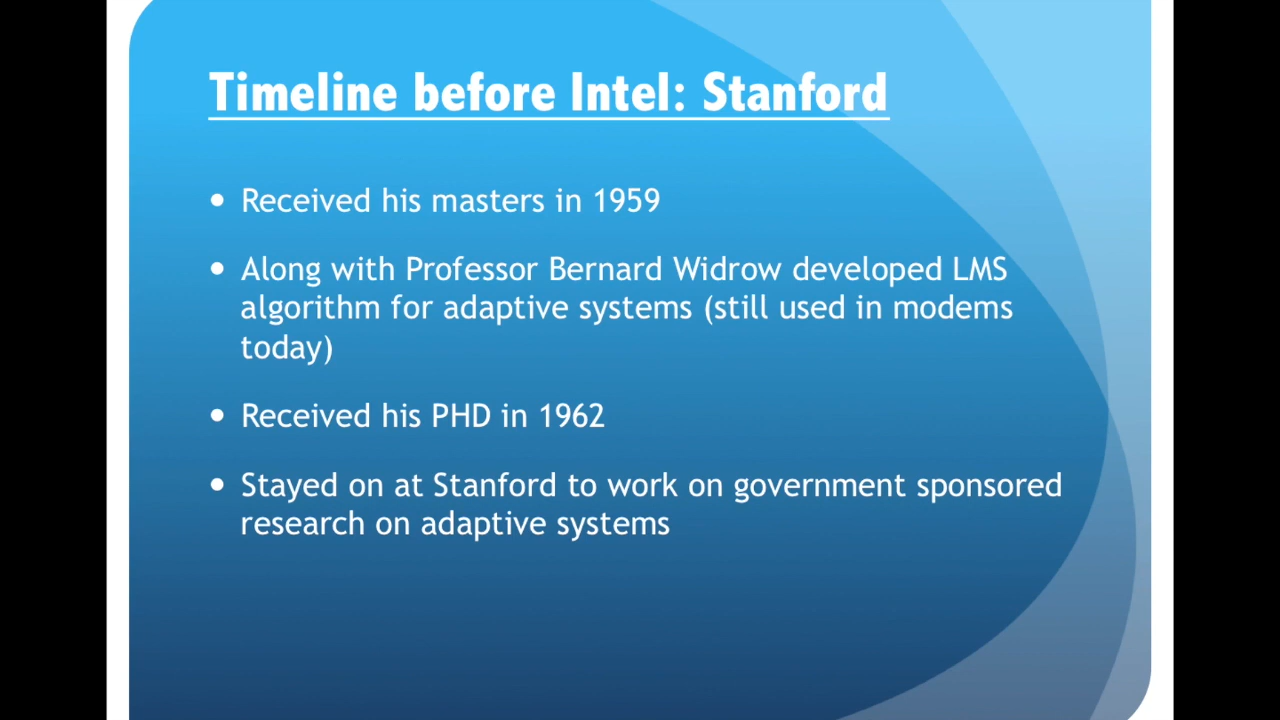 Timeline before Intel: Stanford
• Received his masters in 1959
• Along with Professor Bernard Widrow developed LMS
algorithm for adaptive systems (still used in modems
today)
• Received his PHD in 1962
• Stayed on at Stanford to work on government sponsored
research on adaptive systems